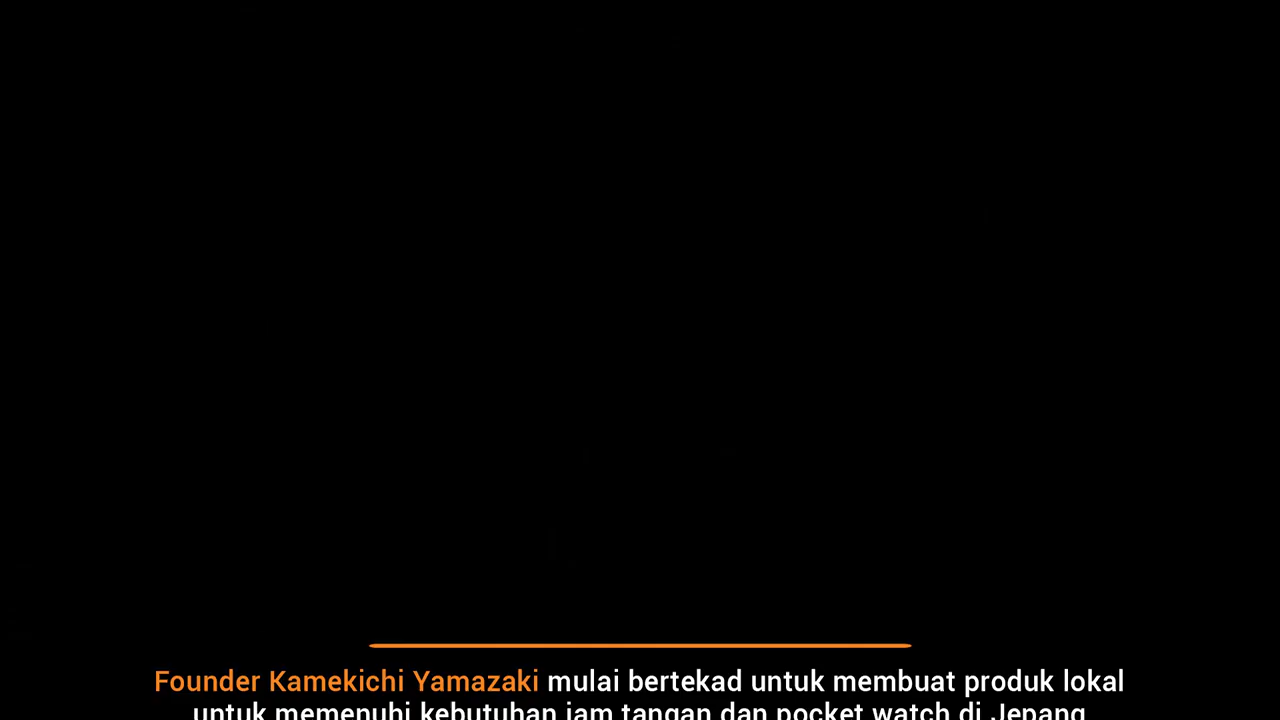 Founder Kamekichi Yamazaki mulai bertekad untuk membuat produk lokal
untuk memenuhi kebutuhan jam tangan dan pocket watch di Jepang